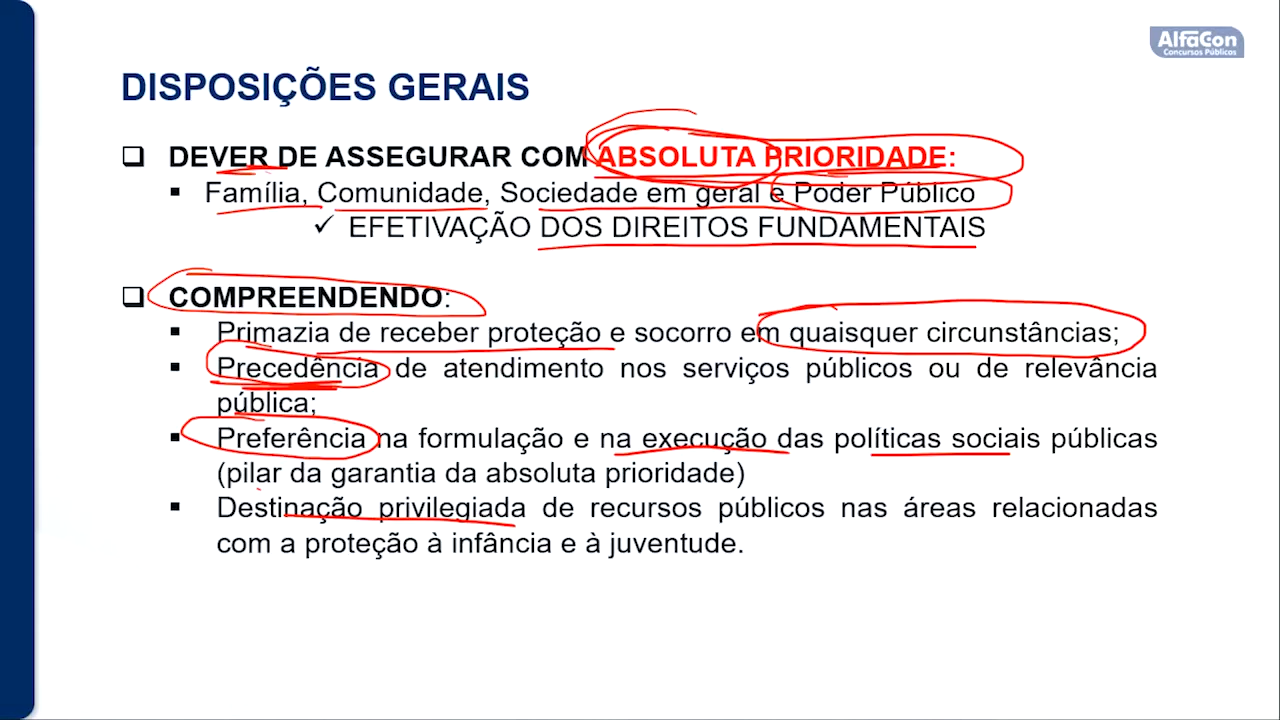 AlfaCon
Concursos Públicos
DISPOSIÇÕES GERAIS
DEVER DE ASSEGURAR COM ABSOLUTA PRIORIDADE:
Família, Comunidade, Sociedade em geral e Poder Público
EFETIVAÇÃO DOS DIREITOS FUNDAMENTAIS
COMPREENDENDO:
Primazia de receber proteção e socorro em quaisquer circunstâncias;
Precedência de atendimento nos serviços públicos ou de relevância
pública;
Preferência na formulação e na execução das políticas sociais públicas
(pilar da garantia da absoluta prioridade)
Destinação privilegiada de recursos públicos nas áreas relacionadas
com a proteção à infância e à juventude.